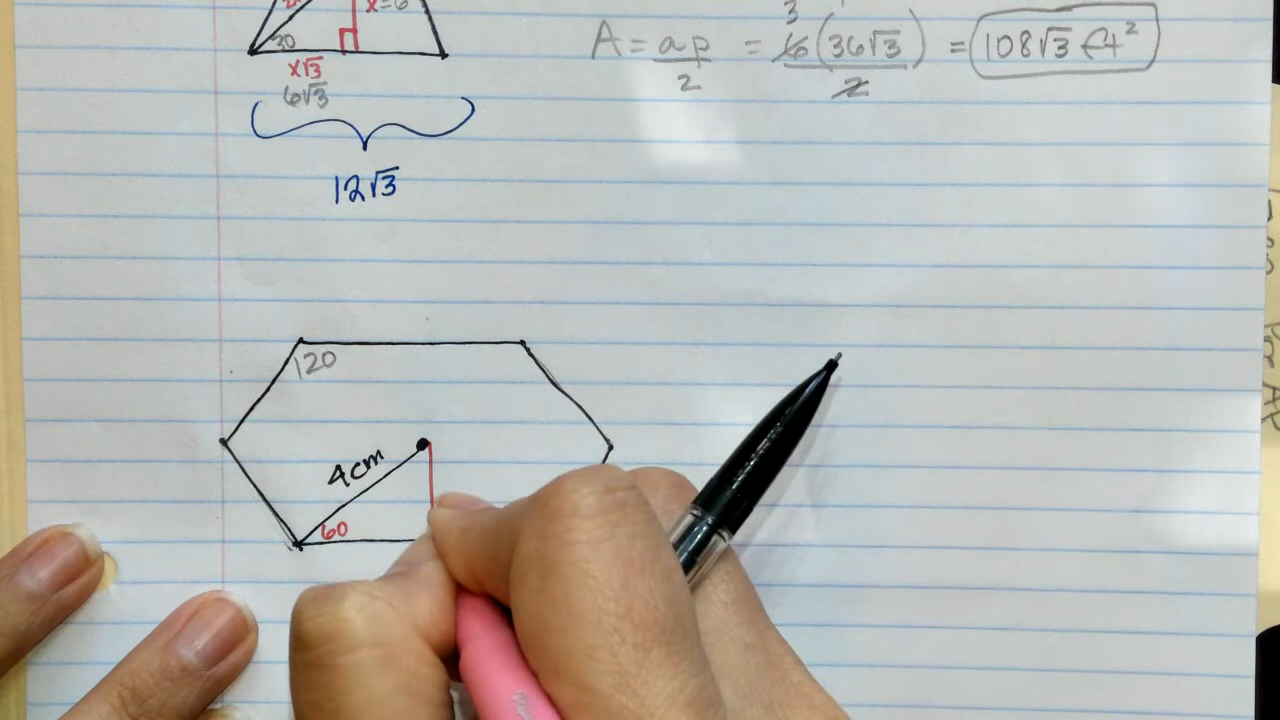 x=6
30
x√3
6√3
12√3
A = ap/2 = 3 6(36√3)/2 = 108√3 ft²
120
4cm
60